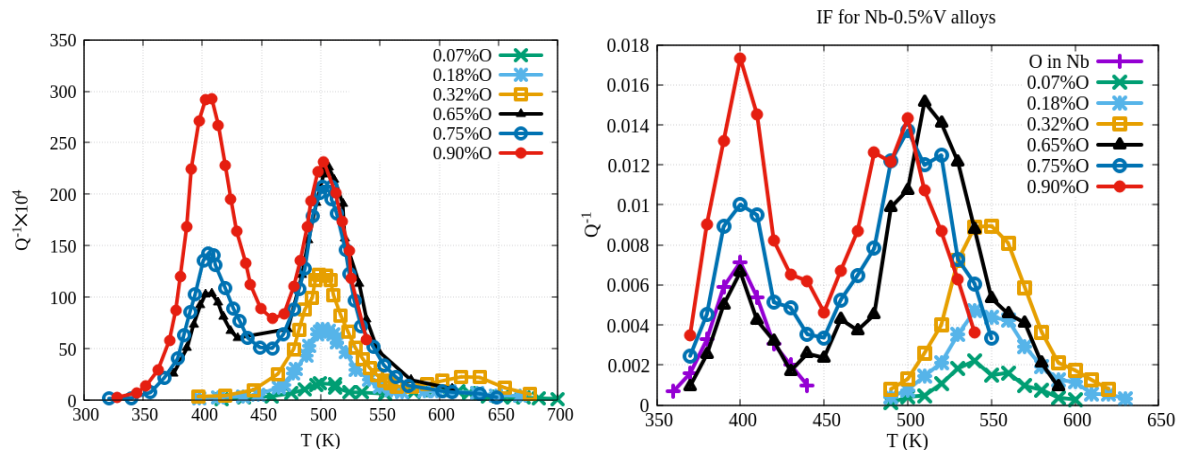 IF for Nb-0.5%V alloys
350
300
250
200
150
100
50
0
Q⁻¹×10⁴
0.07%O
0.18%O
0.32%O
0.65%O
0.75%O
0.90%O
300 350 400 450 500 550 600 650 700
T (K)
0.018
0.016
0.014
0.012
0.01
0.008
0.006
0.004
0.002
0
Q⁻¹
O in Nb
0.07%O
0.18%O
0.32%O
0.65%O
0.75%O
0.90%O
350 400 450 500 550 600 650
T (K)